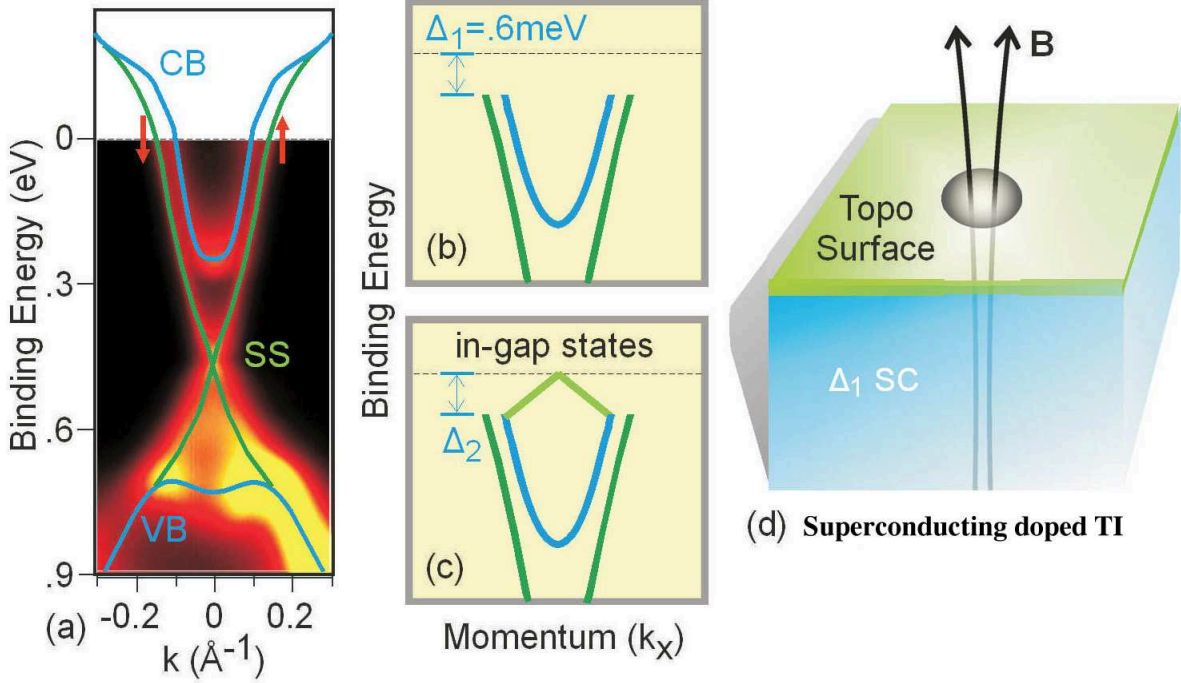 CB
0
.3
.6
.9
Binding Energy (eV)
SS
VB
-0.2
0
0.2
k (Å⁻¹)
(a)
Δ₁=.6meV
(b)
Binding Energy
in-gap states
Δ₂
(c)
Momentum (kₓ)
B
Topo
Surface
Δ₁ SC
(d) Superconducting doped TI